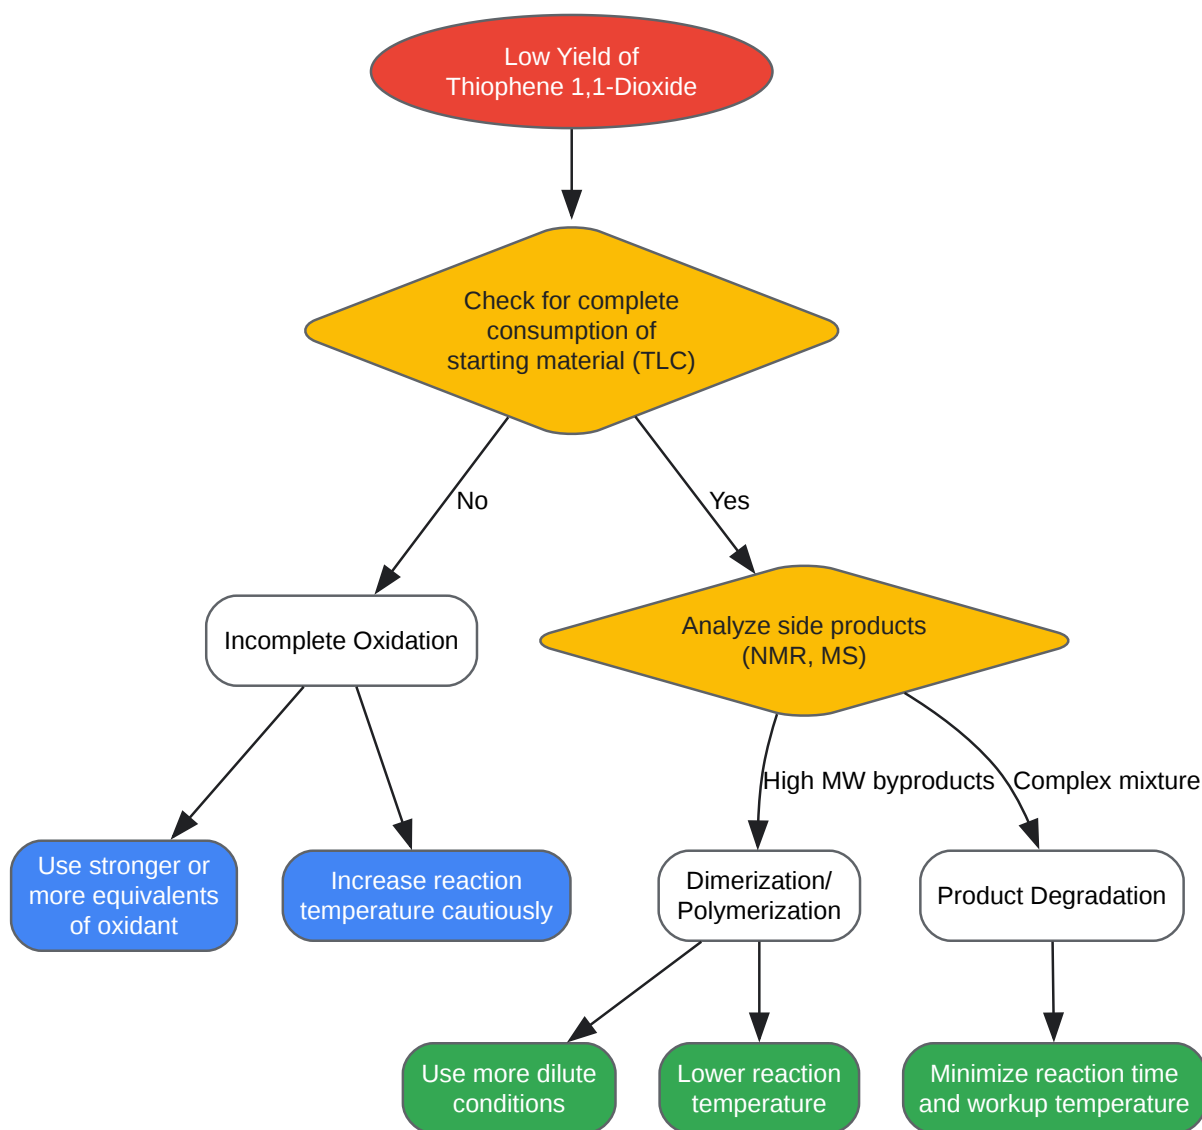 Low Yield of
Thiophene 1,1-Dioxide
Check for complete
consumption of
starting material (TLC)
No
Yes
Incomplete Oxidation
Analyze side products
(NMR, MS)
High MW byproducts
Complex mixture
Use stronger or
more equivalents
of oxidant
Increase reaction
temperature cautiously
Dimerization/
Polymerization
Product Degradation
Use more dilute
conditions
Lower reaction
temperature
Minimize reaction time
and workup temperature